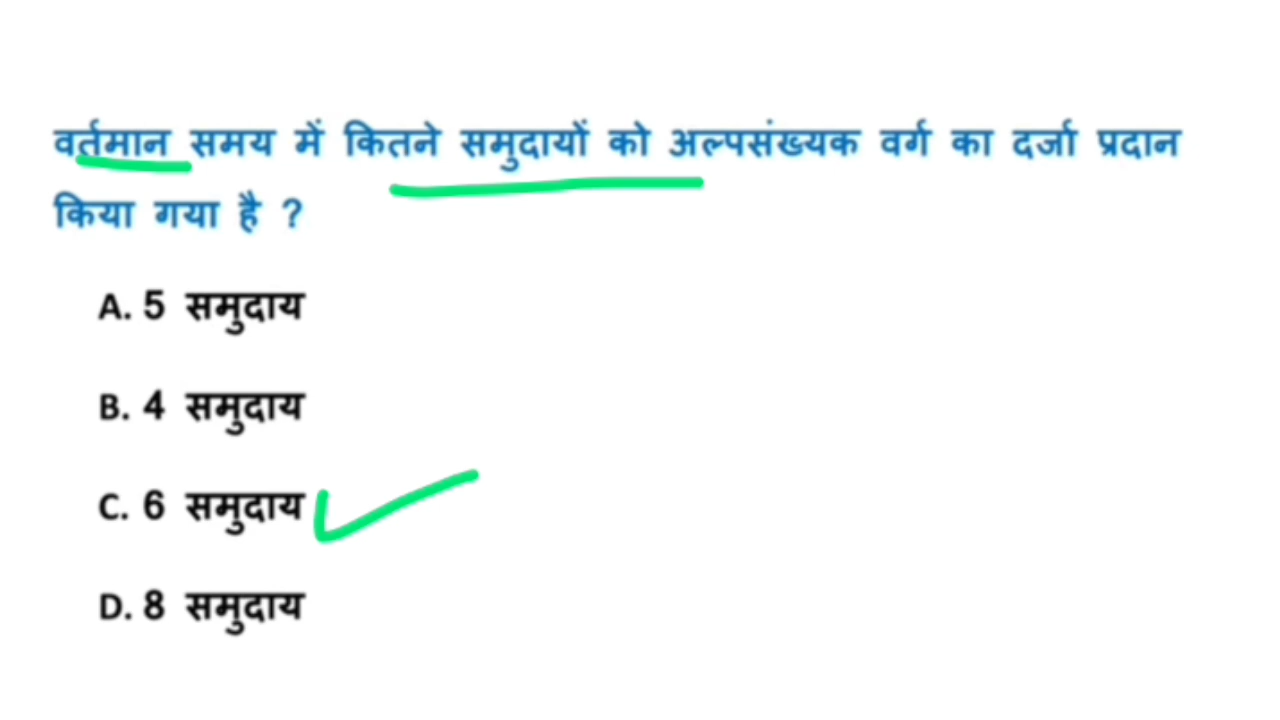 वर्तमान समय में कितने समुदायों को अल्पसंख्यक वर्ग का दर्जा प्रदान
किया गया है ?
A. 5 समुदाय
B. 4 समुदाय
C. 6 समुदाय
D. 8 समुदाय